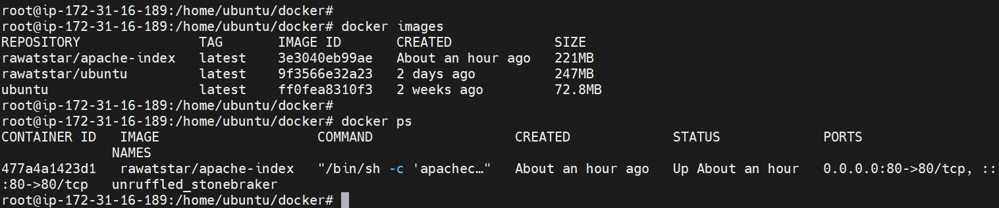 root@ip-172-31-16-189:/home/ubuntu/docker#
root@ip-172-31-16-189:/home/ubuntu/docker# docker images
REPOSITORY               TAG       IMAGE ID       CREATED             SIZE
rawatstar/apache-index   latest    3e3040eb99ae   About an hour ago   221MB
rawatstar/ubuntu         latest    9f3566e32a23   2 days ago          247MB
ubuntu                   latest    ff0fea8310f3   2 weeks ago         72.8MB
root@ip-172-31-16-189:/home/ubuntu/docker#
root@ip-172-31-16-189:/home/ubuntu/docker# docker ps
CONTAINER ID   IMAGE                    COMMAND                  CREATED             STATUS             PORTS
              NAMES
477a4a1423d1   rawatstar/apache-index   "/bin/sh -c 'apachec…"   About an hour ago   Up About an hour   0.0.0.0:80->80/tcp, ::
:80->80/tcp   unruffled_stonebraker
root@ip-172-31-16-189:/home/ubuntu/docker#